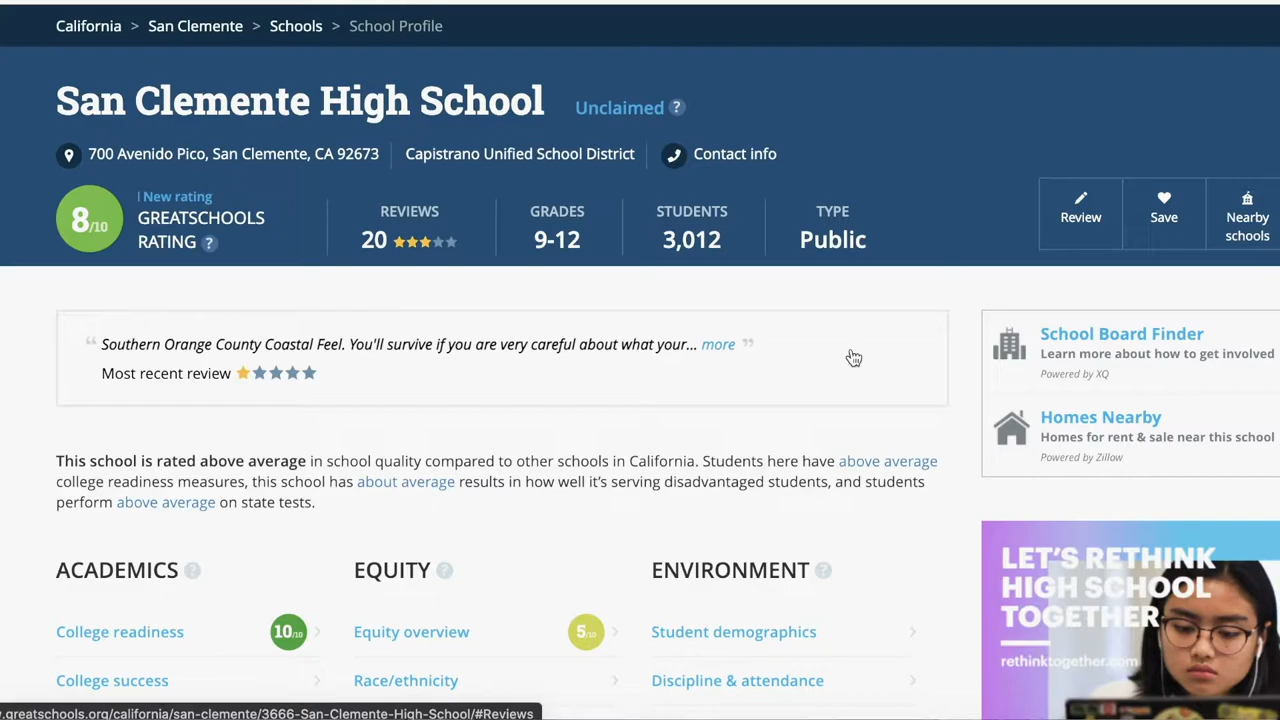 California > San Clemente > Schools > School Profile
San Clemente High School Unclaimed ?
700 Avenido Pico, San Clemente, CA 92673 Capistrano Unified School District Contact info
8/10
New rating
GREATSCHOOLS
RATING ?
REVIEWS
20
GRADES
9-12
STUDENTS
3,012
TYPE
Public
Review
Save
Nearby
schools
“ Southern Orange County Coastal Feel. You'll survive if you are very careful about what your... more ”
Most recent review
School Board Finder
Learn more about how to get involved
Powered by XQ
Homes Nearby
Homes for rent & sale near this school
Powered by Zillow
This school is rated above average in school quality compared to other schools in California. Students here have above average
college readiness measures, this school has about average results in how well it’s serving disadvantaged students, and students
perform above average on state tests.
ACADEMICS ?
College readiness 10/10
College success
EQUITY ?
Equity overview 5/10
Race/ethnicity
ENVIRONMENT ?
Student demographics
Discipline & attendance
LET'S RETHINK
HIGH SCHOOL
TOGETHER
rethinktogether.com
.greatschools.org/california/san-clemente/3666-San-Clemente-High-School/#Reviews